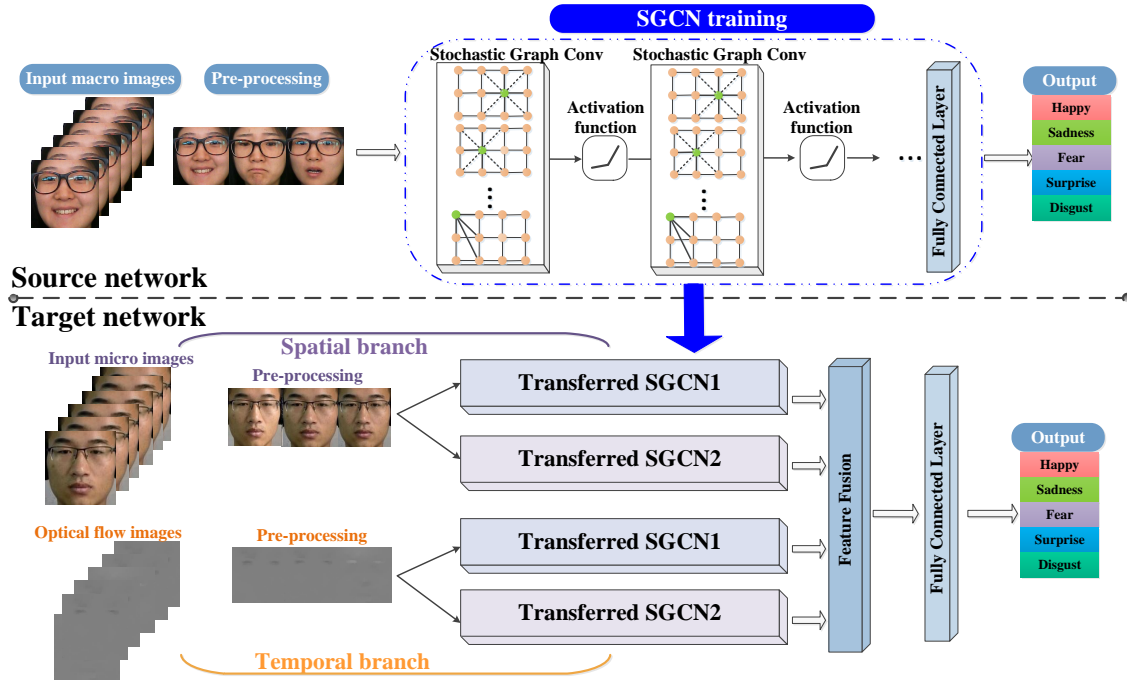 SGCN training
Input macro images
Pre-processing
Stochastic Graph Conv
Stochastic Graph Conv
Activation
function
Activation
function
...
Fully Connected Layer
Output
Happy
Sadness
Fear
Surprise
Disgust
Source network
Target network
Spatial branch
Input micro images
Pre-processing
Transferred SGCN1
Transferred SGCN2
Optical flow images
Pre-processing
Transferred SGCN1
Transferred SGCN2
Temporal branch
Feature Fusion
Fully Connected Layer
Output
Happy
Sadness
Fear
Surprise
Disgust